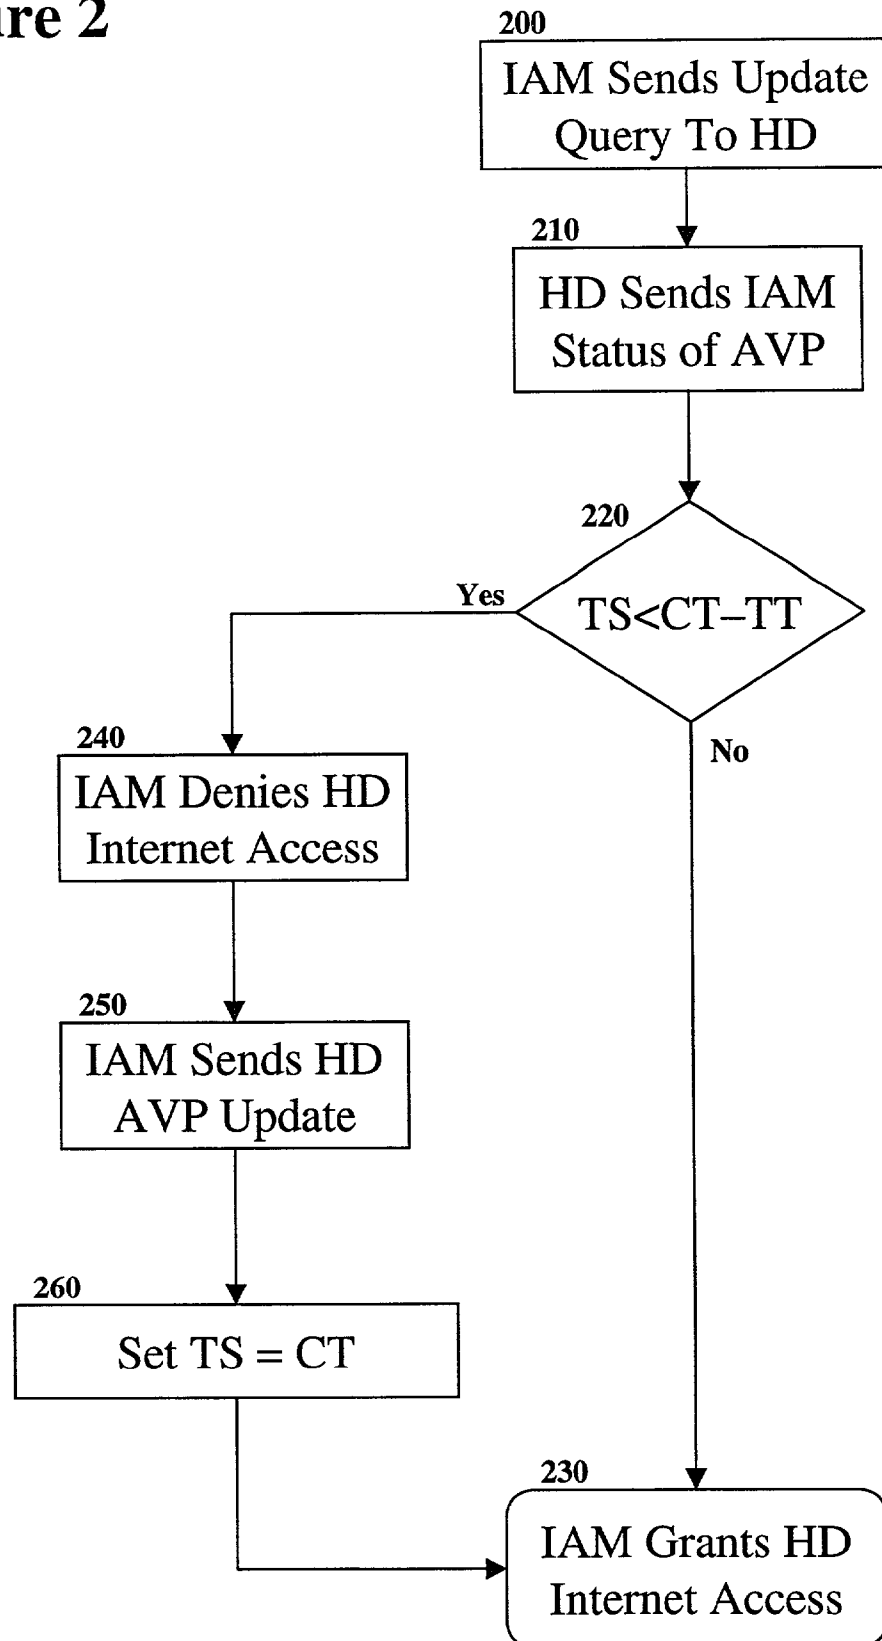 ure 2
200
IAM Sends Update
Query To HD
210
HD Sends IAM
Status of AVP
220
TS<CT–TT
Yes
No
240
IAM Denies HD
Internet Access
250
IAM Sends HD
AVP Update
260
Set TS = CT
230
IAM Grants HD
Internet Access